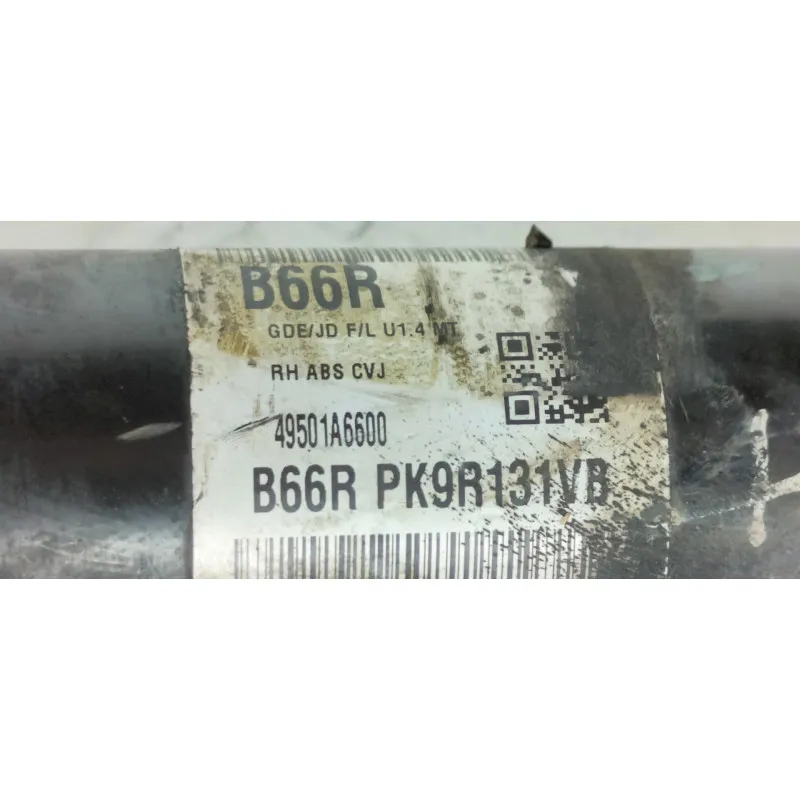 B66R
GDE/JD F/L U1.4 MT
RH ABS CVJ
49501A6600
B66R PK9R131VB